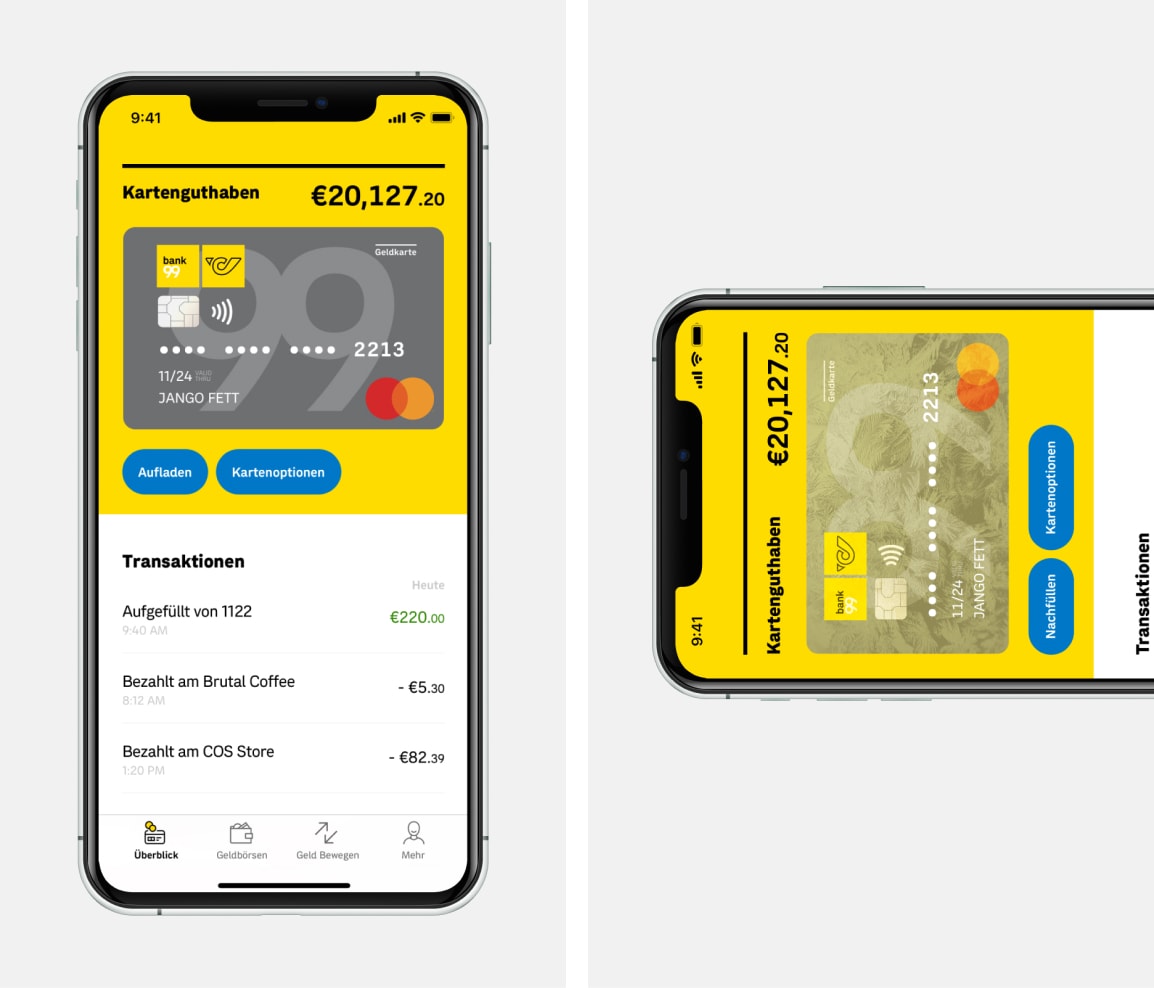 9:41
Kartenguthaben
€20,127.20
bank
99
Geldkarte
99
•••• •••• •••• 2213
11/24 VALID THRU
JANGO FETT
Aufladen
Kartenoptionen
Transaktionen
Heute
Aufgefüllt von 1122
€220.00
9:40 AM
Bezahlt am Brutal Coffee
- €5.30
8:12 AM
Bezahlt am COS Store
- €82.39
1:20 PM
Überblick
Geldbörsen
Geld Bewegen
Mehr
9:41
Kartenguthaben
€20,127.20
bank
99
Geldkarte
99
•••• •••• •••• 2213
11/24
JANGO FETT
Nachfüllen
Kartenoptionen
Transaktionen